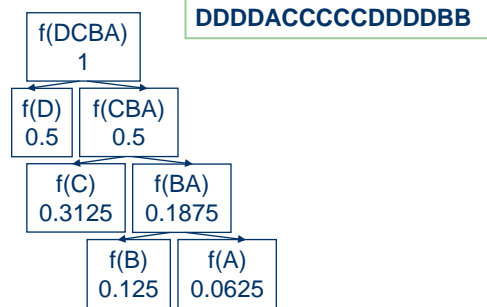 DDDDACCCCCDDDDBB
f(DCBA)
1
f(D)
0.5
f(CBA)
0.5
f(C)
0.3125
f(BA)
0.1875
f(B)
0.125
f(A)
0.0625